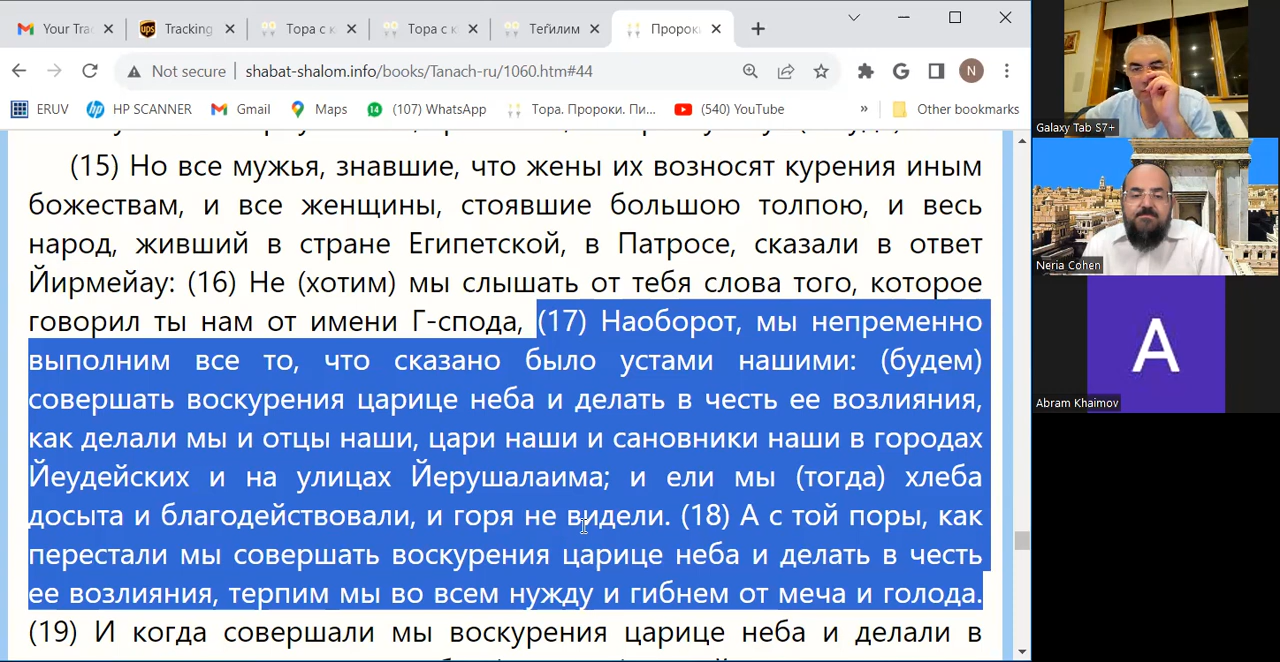 Your Tra
Tracking
Тора с к
Тора с к
Теѓилим
Пророк
Not secure
shabat-shalom.info/books/Tanach-ru/1060.htm#44
N
ERUV
HP SCANNER
Gmail
Maps
(107) WhatsApp
Тора. Пророки. Пи...
(540) YouTube
»
Other bookmarks
(15) Но все мужья, знавшие, что жены их возносят курения иным
божествам, и все женщины, стоявшие большою толпою, и весь
народ, живший в стране Египетской, в Патросе, сказали в ответ
Йирмейау: (16) Не (хотим) мы слышать от тебя слова того, которое
говорил ты нам от имени Г-спода, (17) Наоборот, мы непременно
выполним все то, что сказано было устами нашими: (будем)
совершать воскурения царице неба и делать в честь ее возлияния,
как делали мы и отцы наши, цари наши и сановники наши в городах
Йеудейских и на улицах Йерушалаима; и ели мы (тогда) хлеба
досыта и благодействовали, и горя не видели. (18) А с той поры, как
перестали мы совершать воскурения царице неба и делать в честь
ее возлияния, терпим мы во всем нужду и гибнем от меча и голода.
(19) И когда совершали мы воскурения царице неба и делали в
Galaxy Tab S7+
Neria Cohen
A
Abram Khaimov